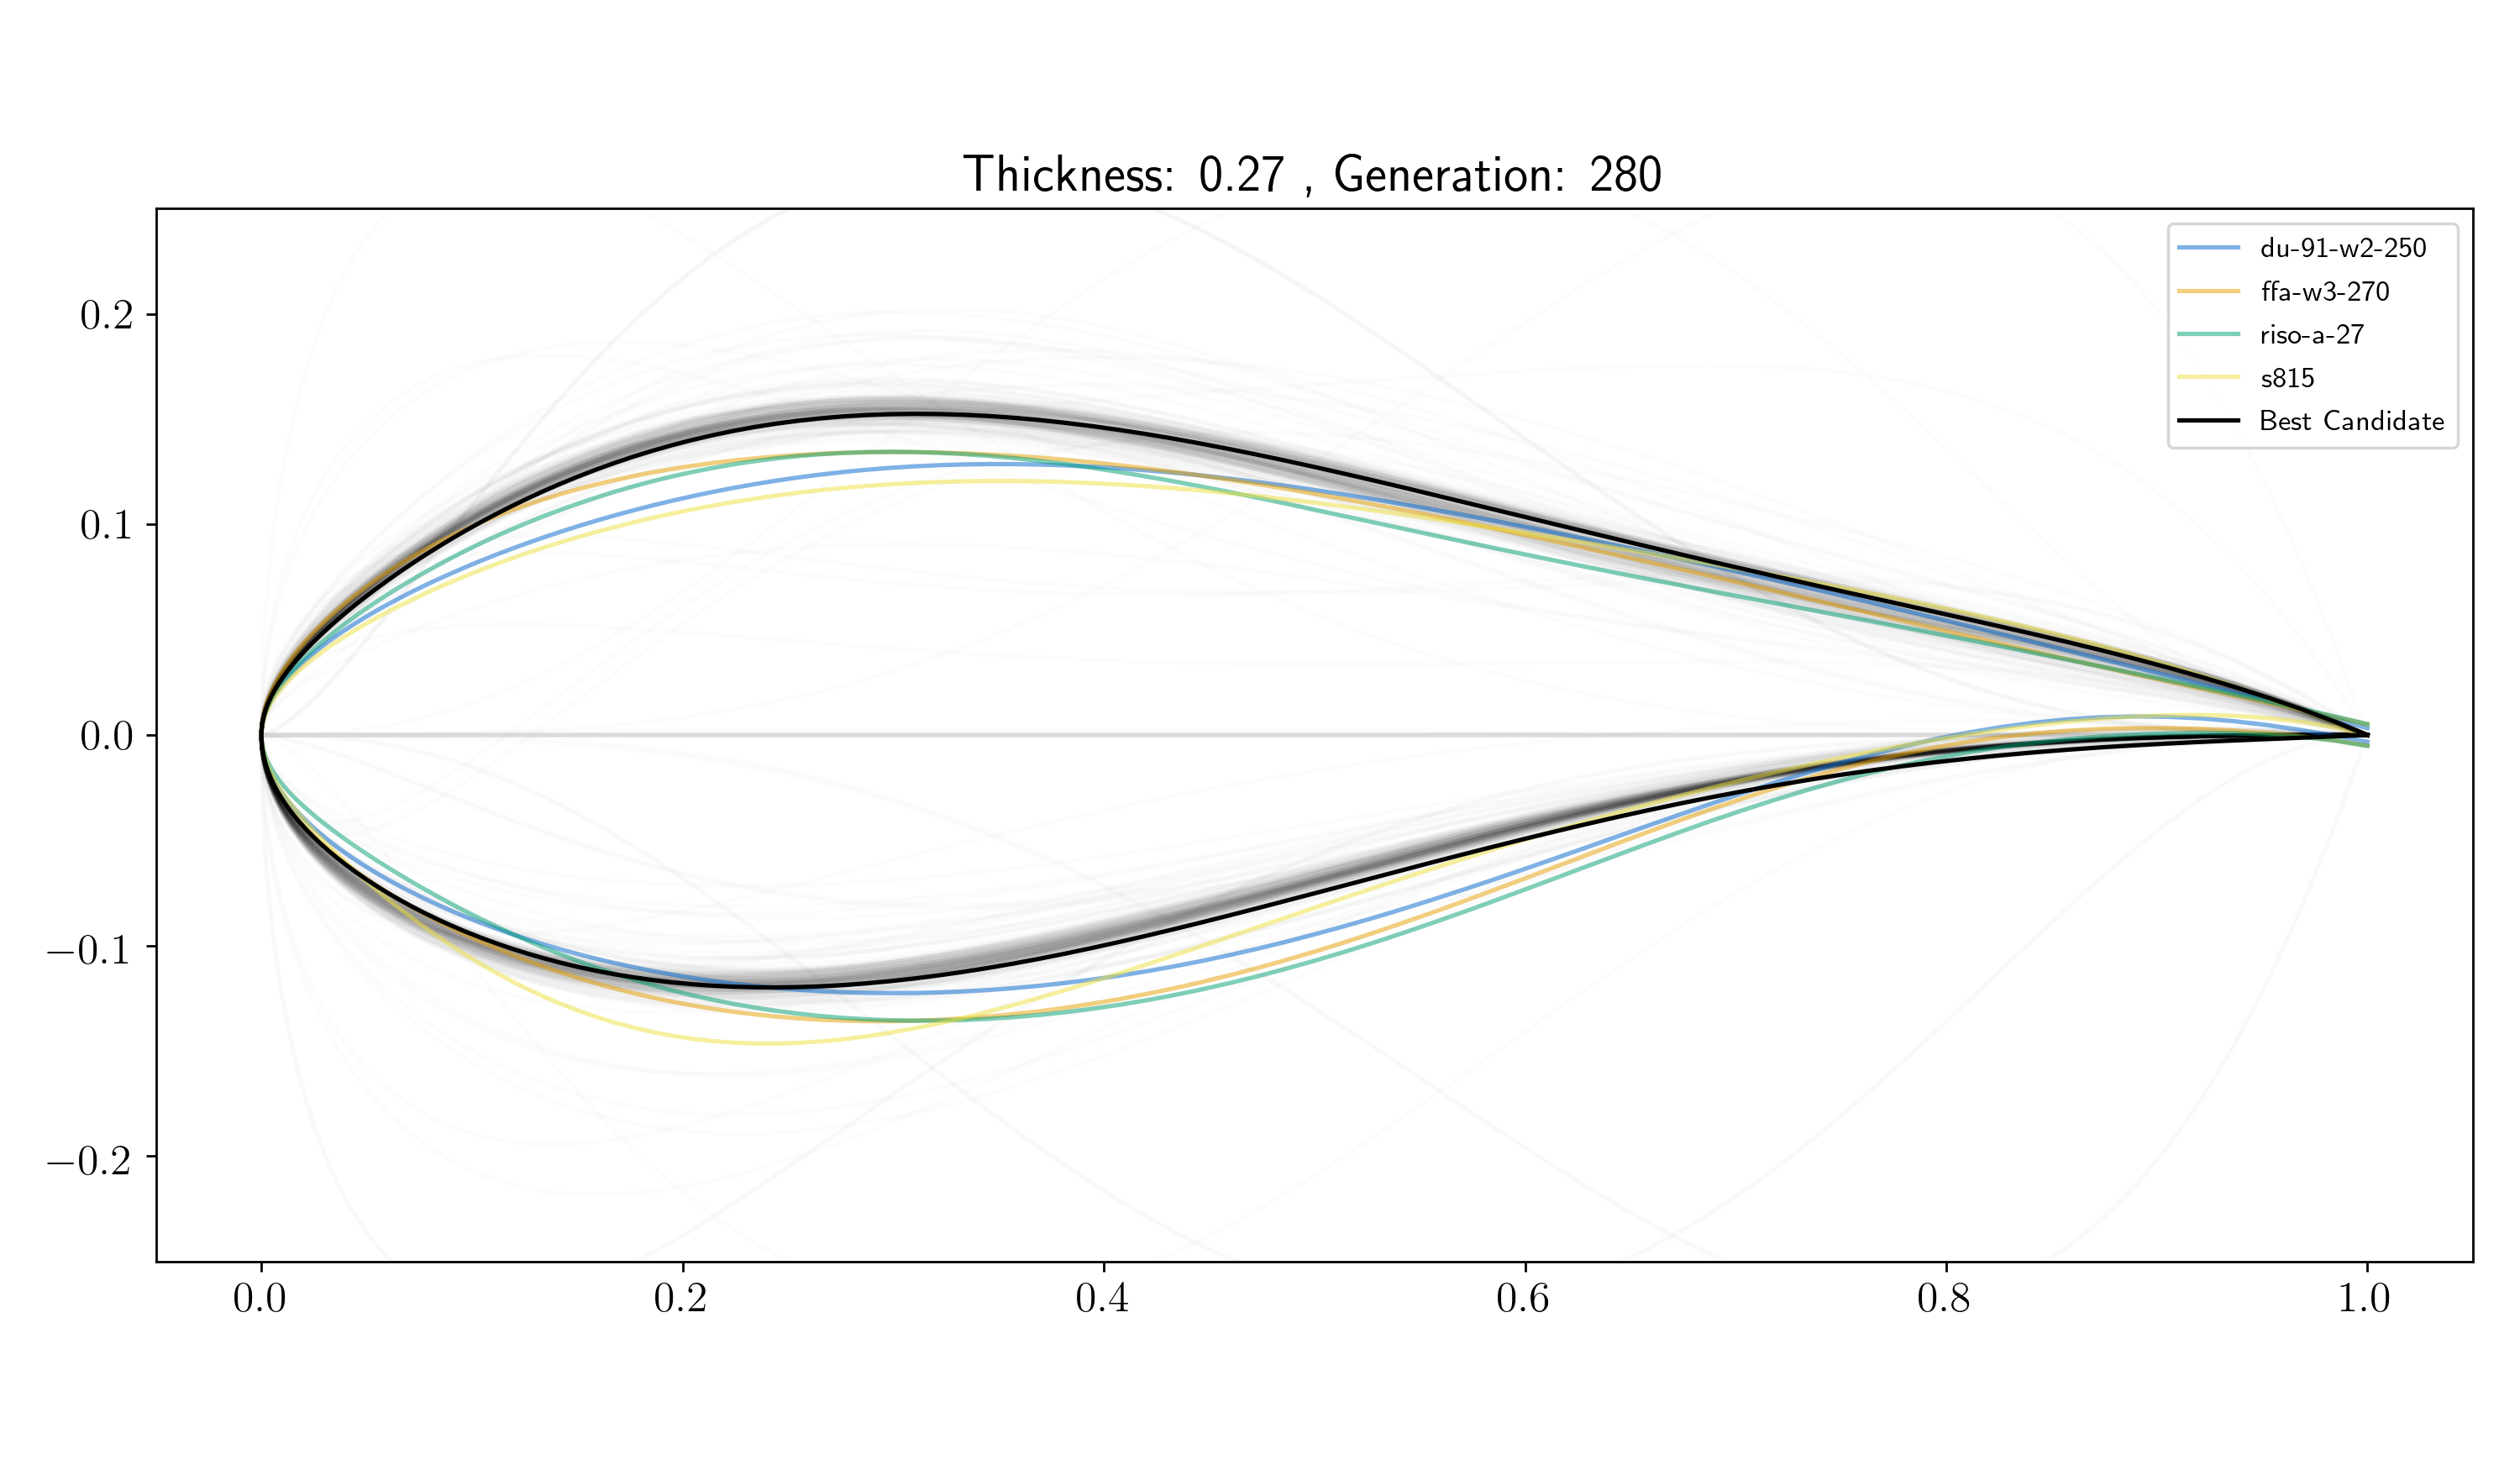 Thickness: 0.27 , Generation: 280
du-91-w2-250
ffa-w3-270
riso-a-27
s815
Best Candidate
0.2
0.1
0.0
−0.1
−0.2
0.0 0.2 0.4 0.6 0.8 1.0